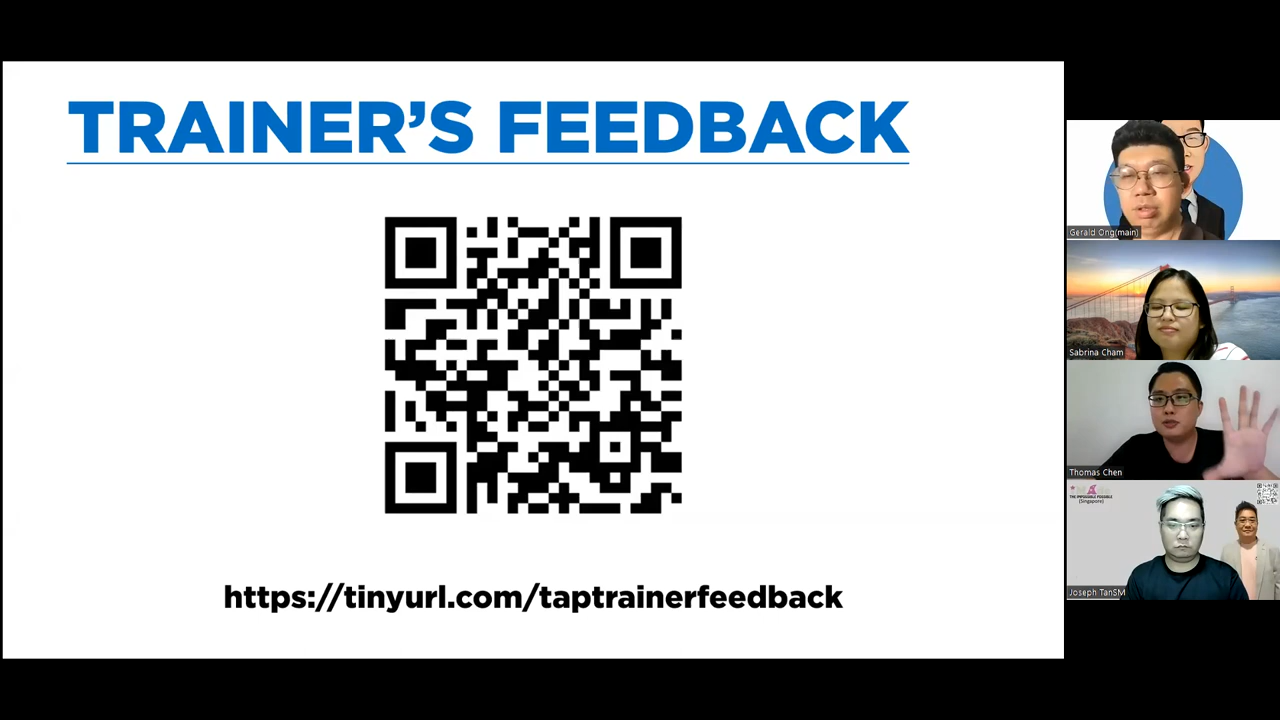 TRAINER'S FEEDBACK
https://tinyurl.com/taptrainerfeedback
Gerald Ong(main)
Sabrina Cham
Thomas Chen
THE IMPOSSIBLE POSSIBLE
(Singapore)
Joseph TanSM